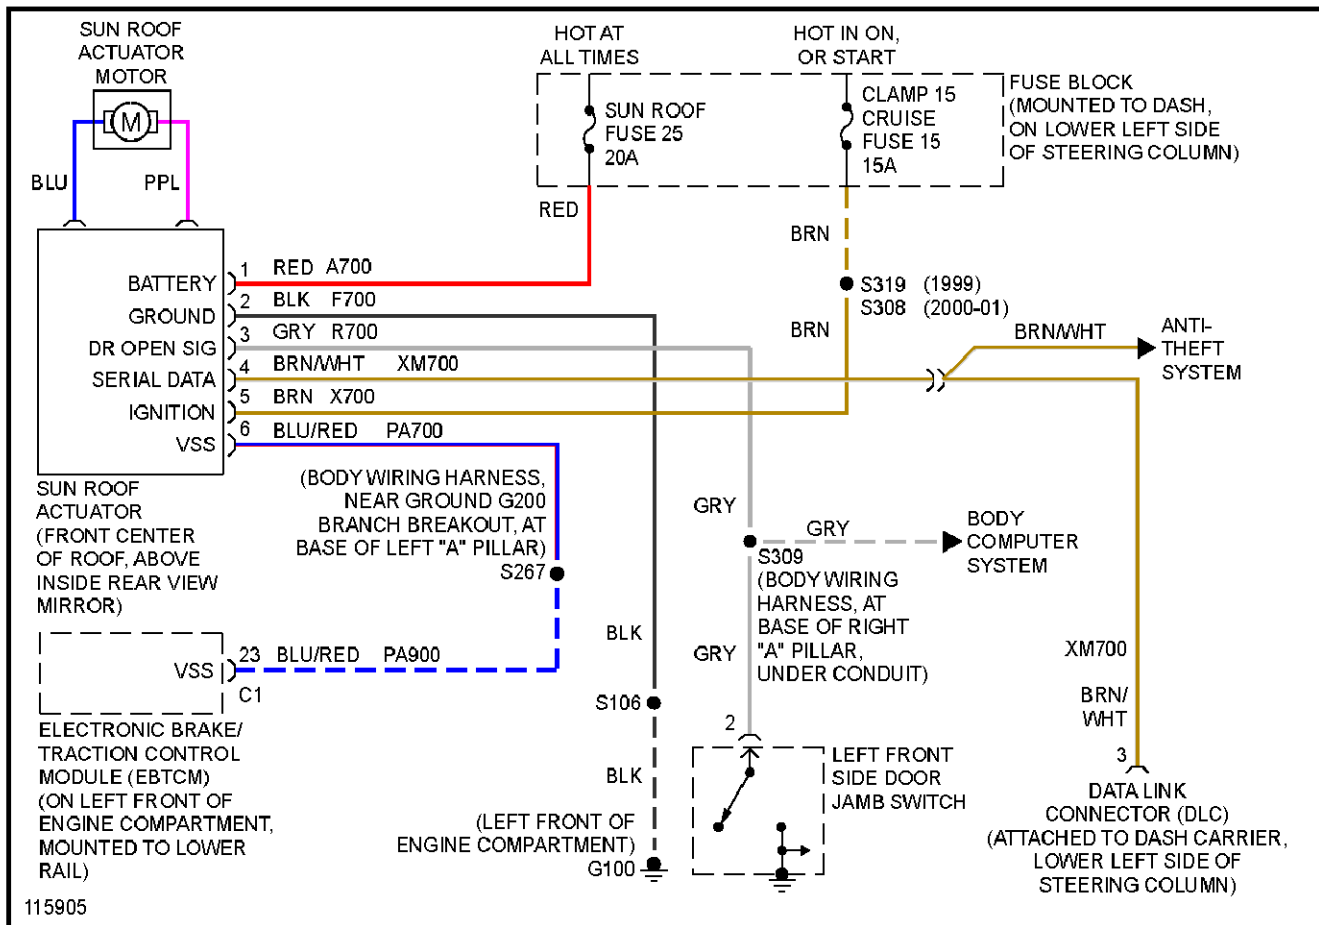 SUN ROOF
ACTUATOR
MOTOR
M
BLU
PPL
HOT AT
ALL TIMES
HOT IN ON,
OR START
SUN ROOF
FUSE 25
20A
CLAMP 15
CRUISE
FUSE 15
15A
FUSE BLOCK
(MOUNTED TO DASH,
ON LOWER LEFT SIDE
OF STEERING COLUMN)
RED
BRN
S319 (1999)
S308 (2000-01)
BRN
BATTERY 1 RED A700
GROUND 2 BLK F700
DR OPEN SIG 3 GRY R700
SERIAL DATA 4 BRN/WHT XM700
IGNITION 5 BRN X700
VSS 6 BLU/RED PA700
BRN/WHT
ANTI-
THEFT
SYSTEM
SUN ROOF
ACTUATOR
(FRONT CENTER
OF ROOF, ABOVE
INSIDE REAR VIEW
MIRROR)
(BODY WIRING HARNESS,
NEAR GROUND G200
BRANCH BREAKOUT, AT
BASE OF LEFT "A" PILLAR)
S267
GRY
GRY
BODY
COMPUTER
SYSTEM
S309
(BODY WIRING
HARNESS, AT
BASE OF RIGHT
"A" PILLAR,
UNDER CONDUIT)
VSS 23 BLU/RED PA900
C1
ELECTRONIC BRAKE/
TRACTION CONTROL
MODULE (EBTCM)
(ON LEFT FRONT OF
ENGINE COMPARTMENT,
MOUNTED TO LOWER
RAIL)
BLK
S106
BLK
(LEFT FRONT OF
ENGINE COMPARTMENT)
G100
GRY
2
LEFT FRONT
SIDE DOOR
JAMB SWITCH
XM700
BRN/
WHT
3
DATA LINK
CONNECTOR (DLC)
(ATTACHED TO DASH CARRIER,
LOWER LEFT SIDE OF
STEERING COLUMN)
115905